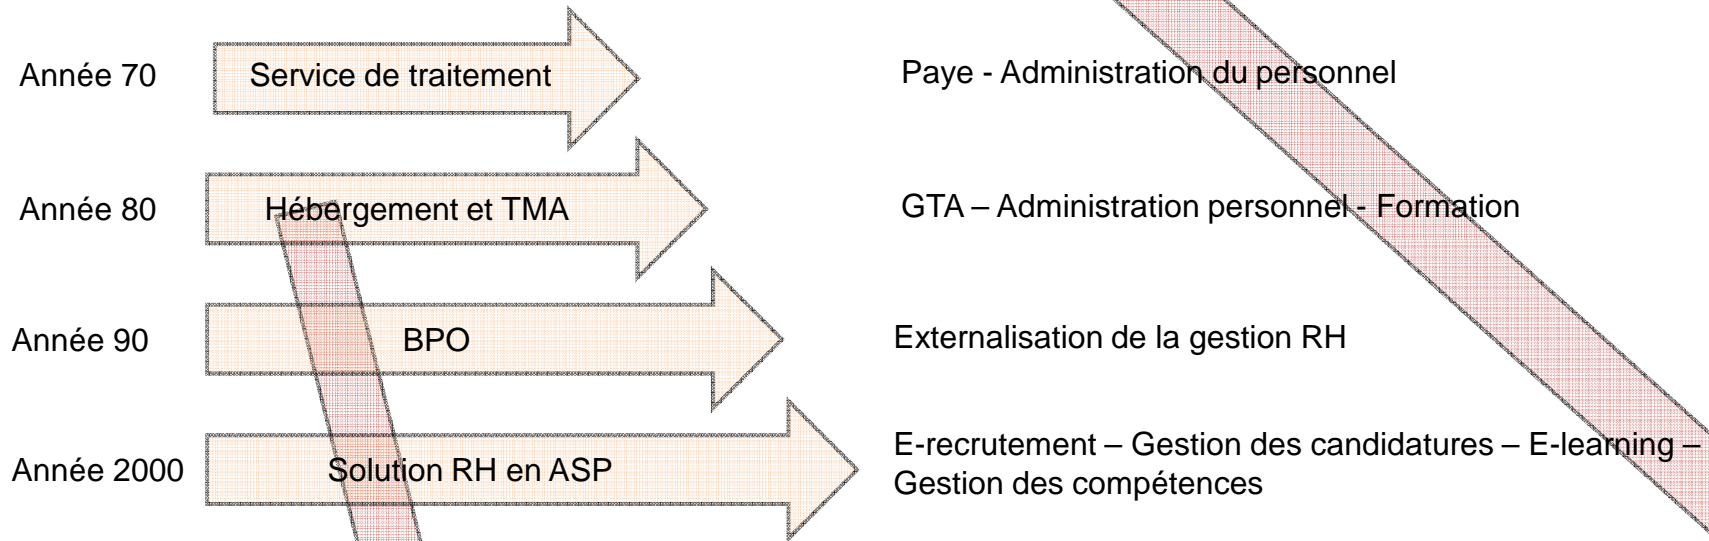 Année 70
Service de traitement
Paye - Administration du personnel
Année 80
Hébergement et TMA
GTA – Administration personnel - Formation
Année 90
BPO
Externalisation de la gestion RH
Année 2000
Solution RH en ASP
E-recrutement – Gestion des candidatures – E-learning –
Gestion des compétences